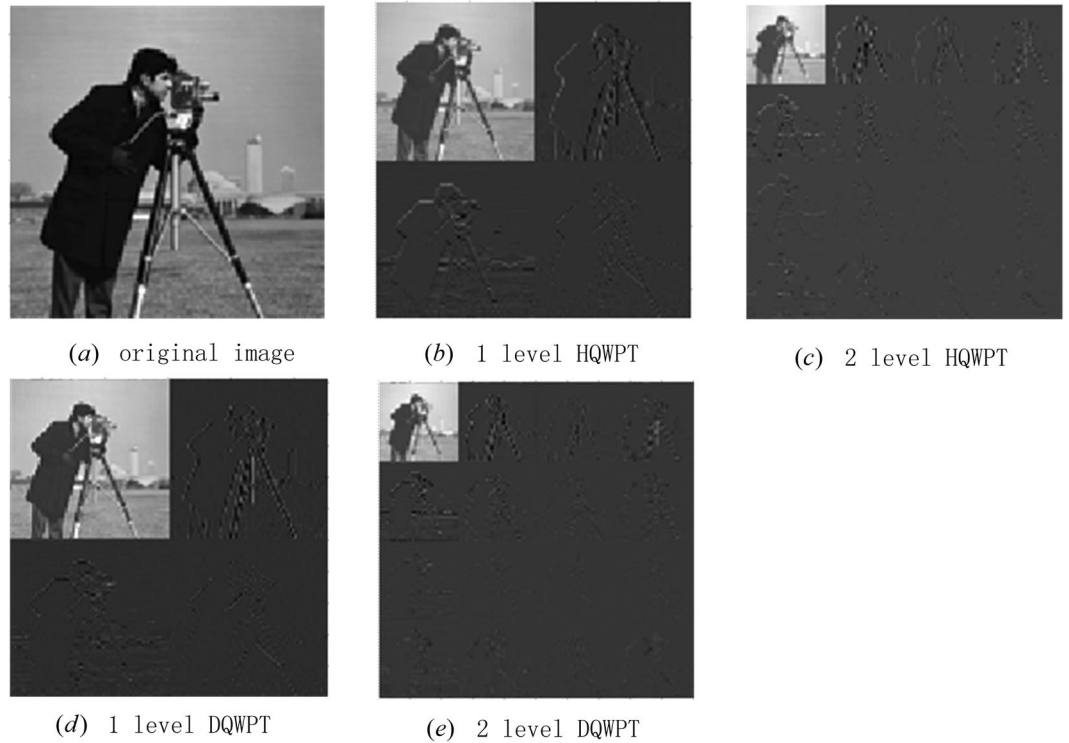 (a) original image
(b) 1 level HQWPT
(c) 2 level HQWPT
(d) 1 level DQWPT
(e) 2 level DQWPT